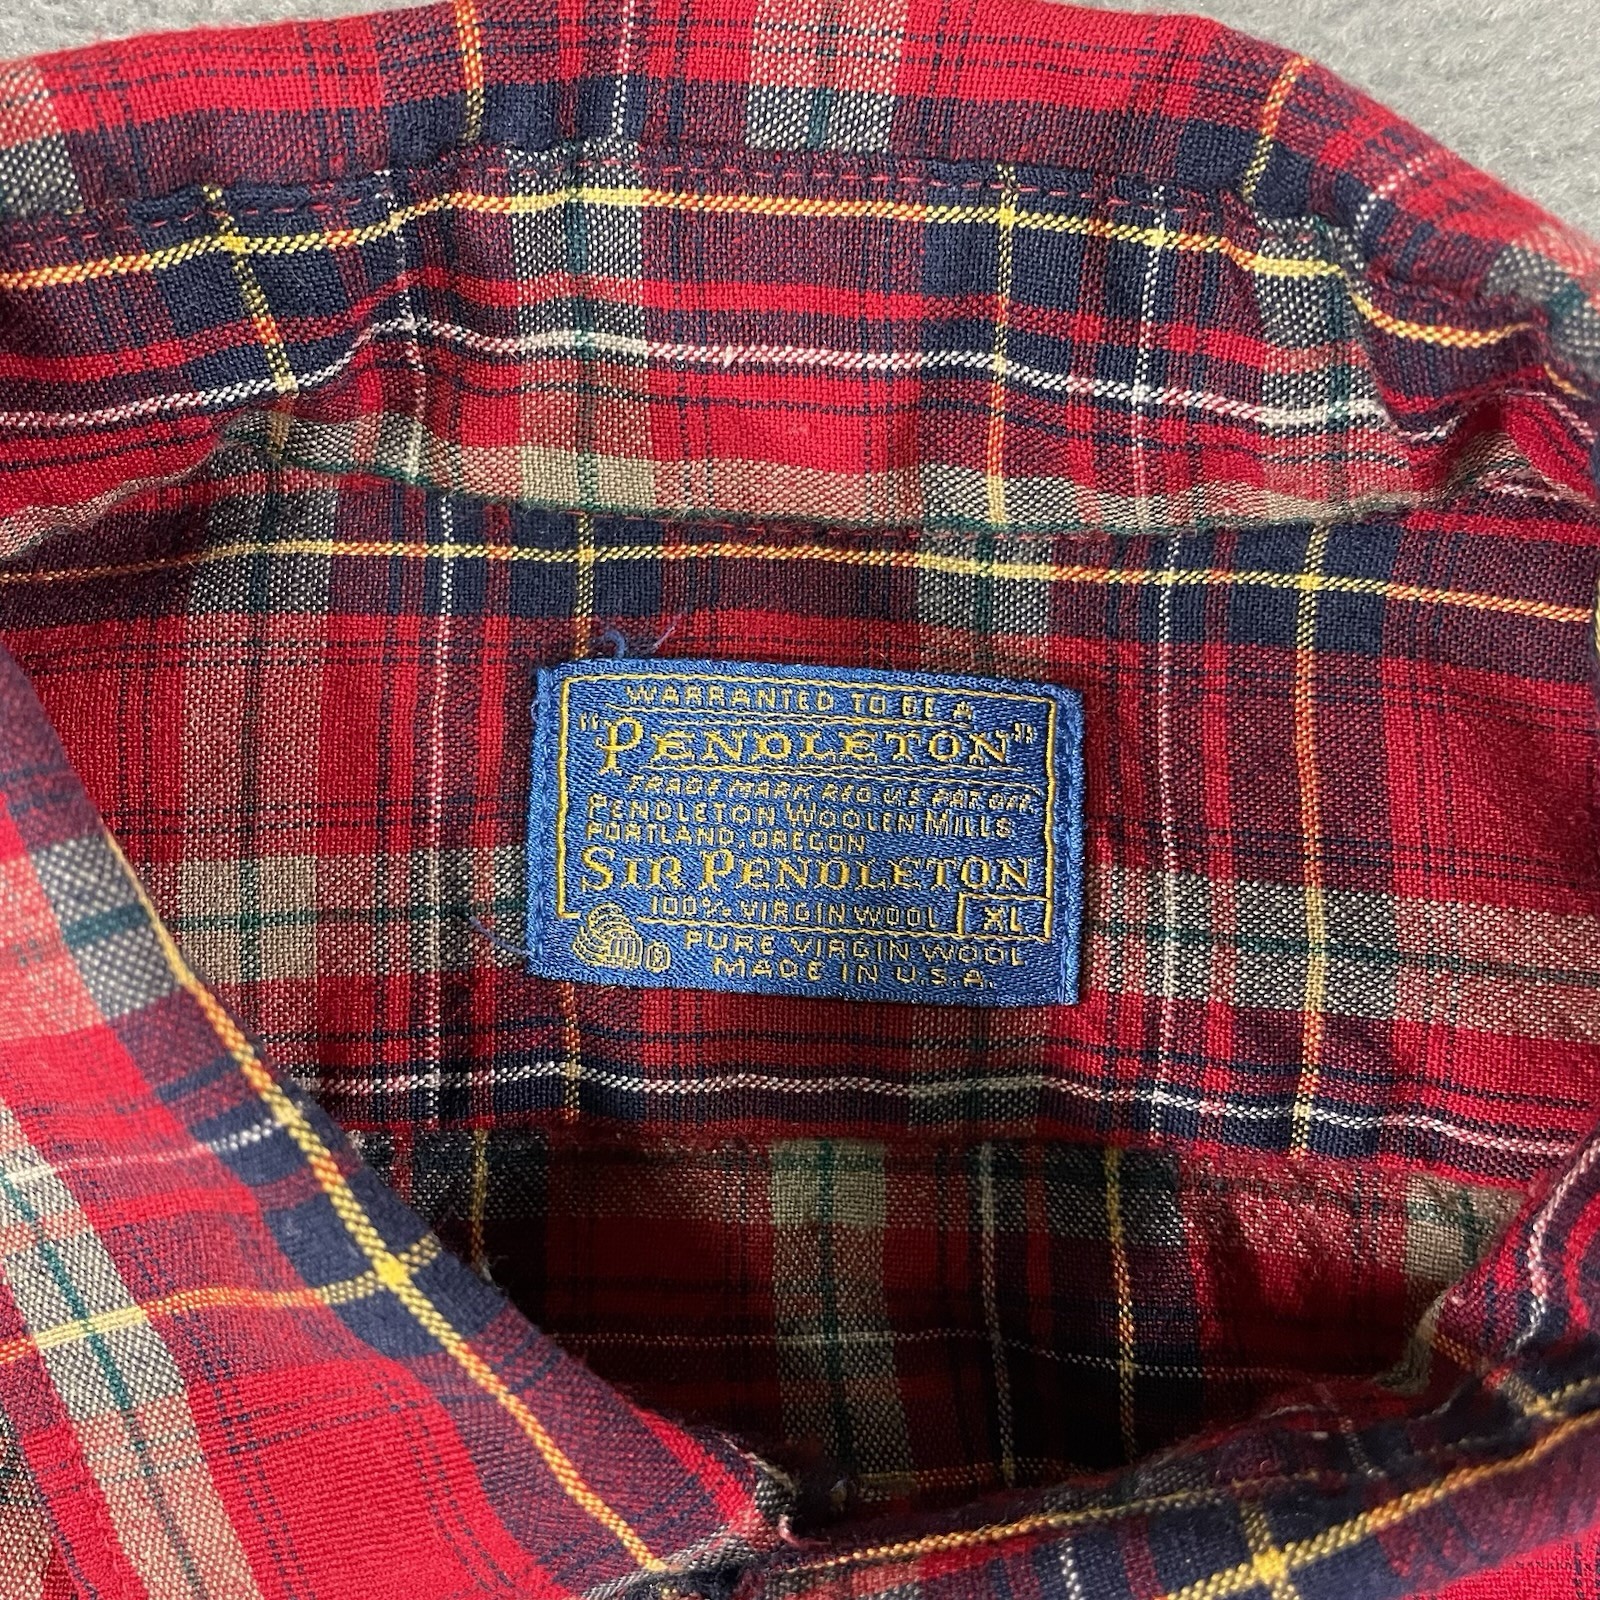 WARRANTED TO BE A
"PENDLETON"
TRADE MARK REG. U.S. PAT. OFF.
PENDLETON WOOLEN MILLS
PORTLAND, OREGON
SIR PENDLETON
100% VIRGIN WOOL XL
® PURE VIRGIN WOOL
MADE IN U.S.A.